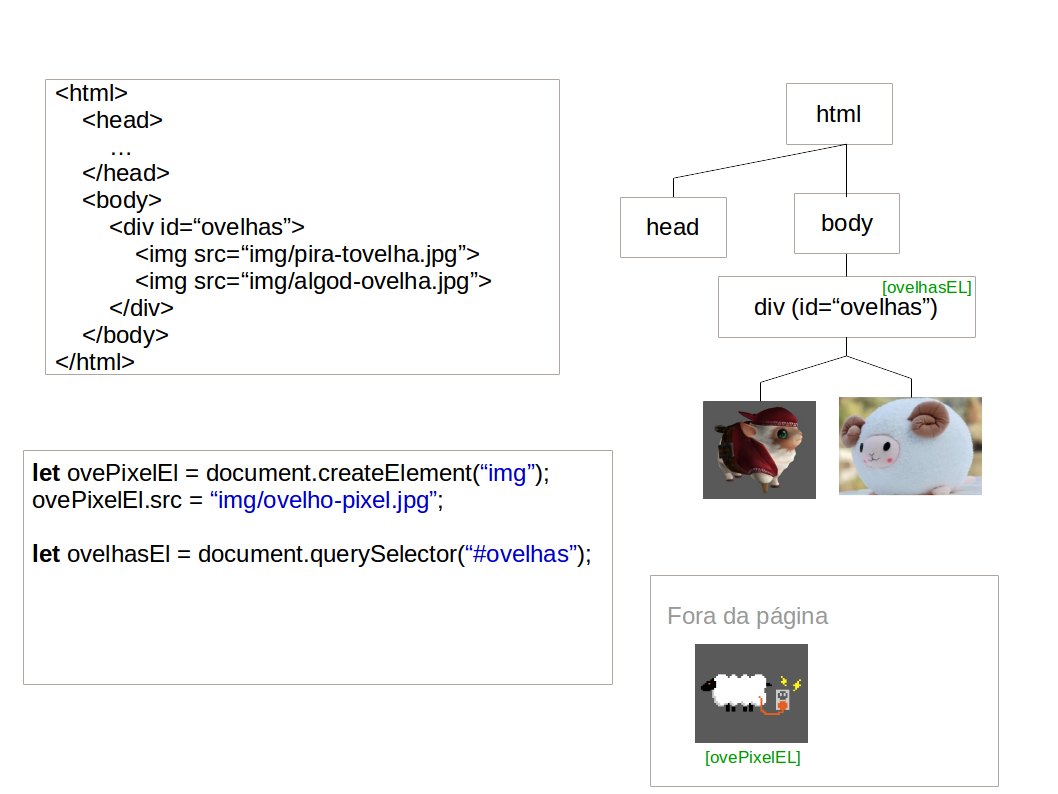 <html>
<head>
…
</head>
<body>
<div id=“ovelhas”>
<img src=“img/pira-tovelha.jpg”>
<img src=“img/algod-ovelha.jpg”>
</div>
</body>
</html>
html
head
body
[ovelhasEL]
div (id=“ovelhas”)
let ovePixelEl = document.createElement(“img”);
ovePixelEl.src = “img/ovelho-pixel.jpg”;
let ovelhasEl = document.querySelector(“#ovelhas”);
Fora da página
[ovePixelEL]